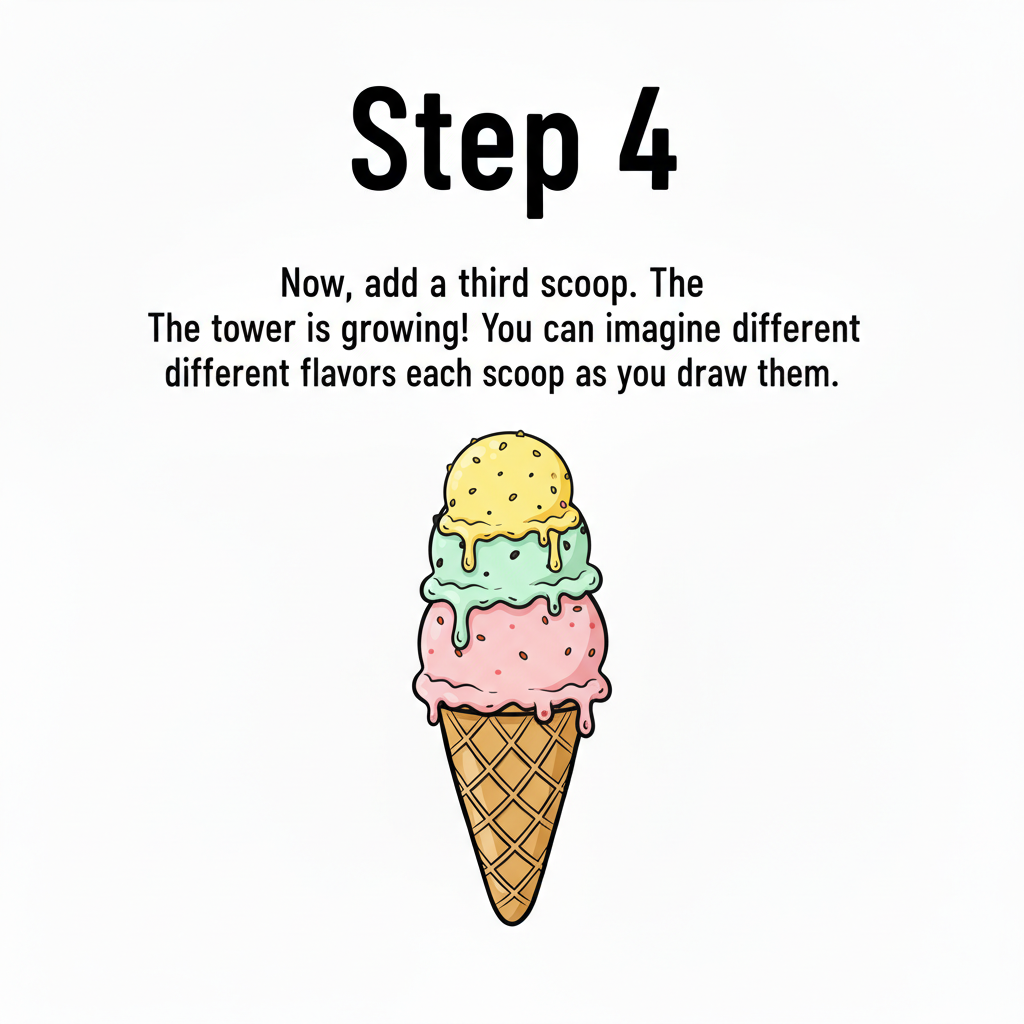 Step 4
Now, add a third scoop. The
The tower is growing! You can imagine different
different flavors each scoop as you draw them.